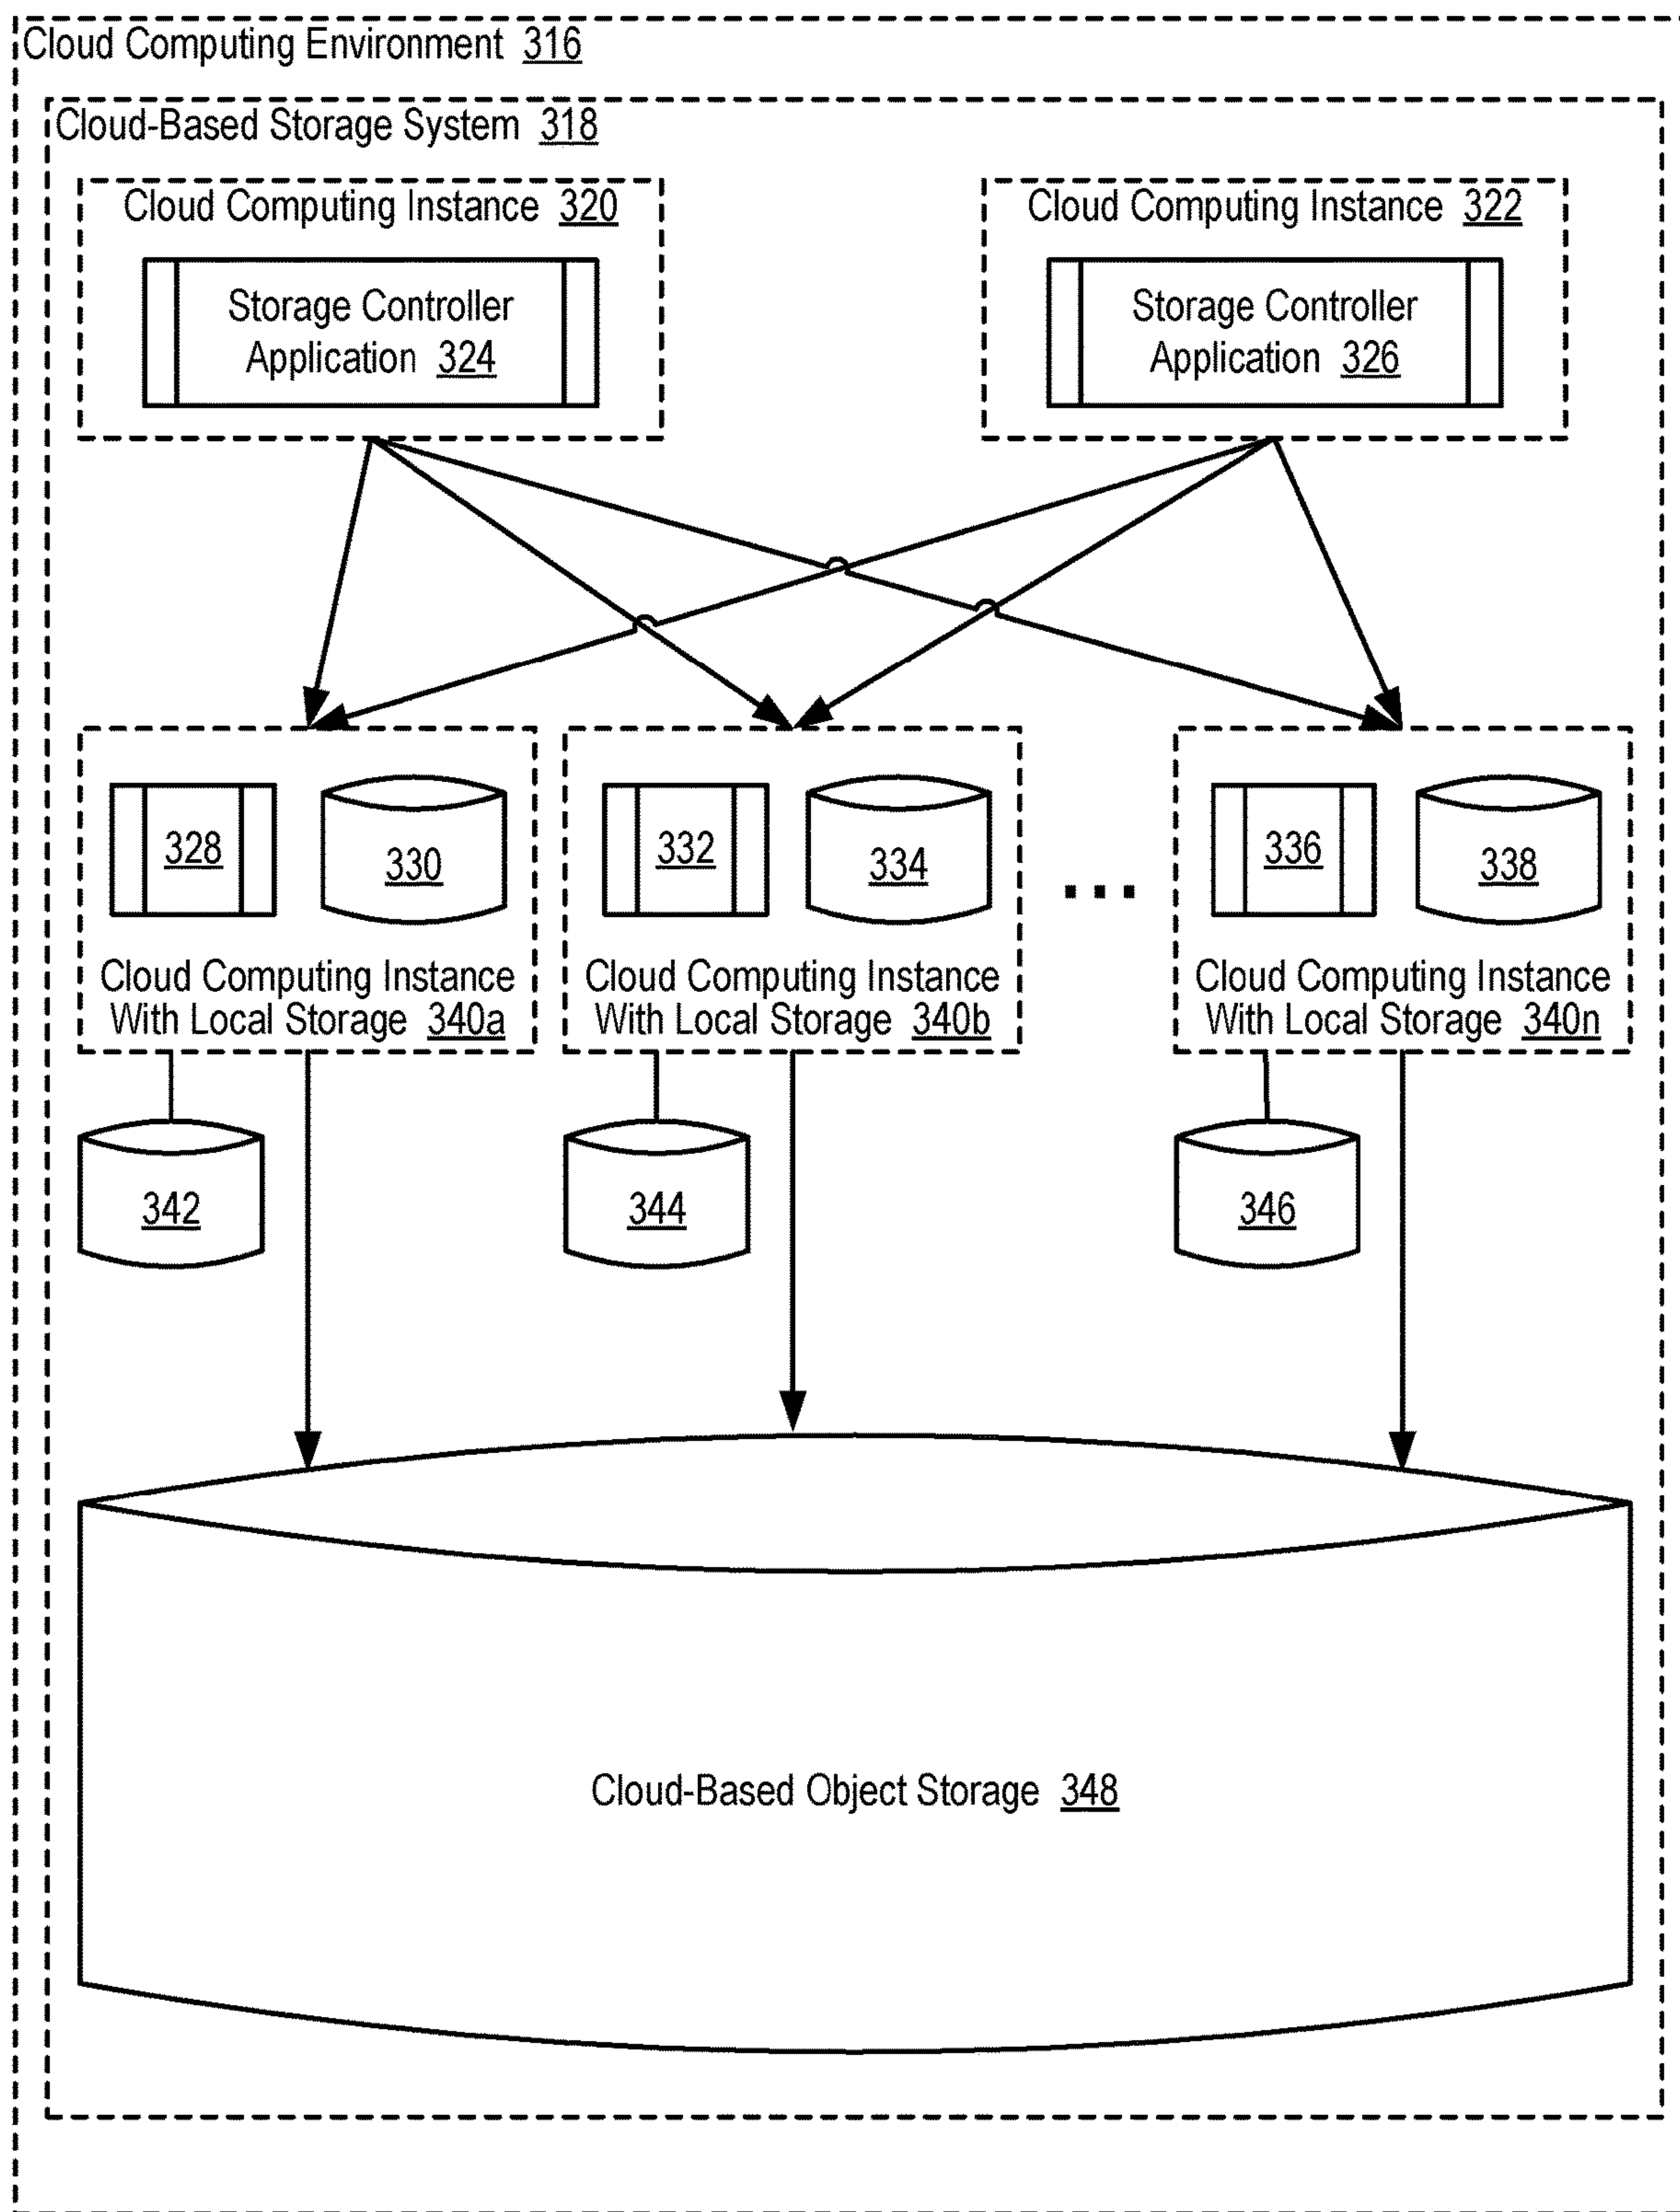 Cloud Computing Environment 316
Cloud-Based Storage System 318
Cloud Computing Instance 320
Storage Controller
Application 324
Cloud Computing Instance 322
Storage Controller
Application 326
328
330
Cloud Computing Instance
With Local Storage 340a
332
334
Cloud Computing Instance
With Local Storage 340b
...
336
338
Cloud Computing Instance
With Local Storage 340n
342
344
346
Cloud-Based Object Storage 348